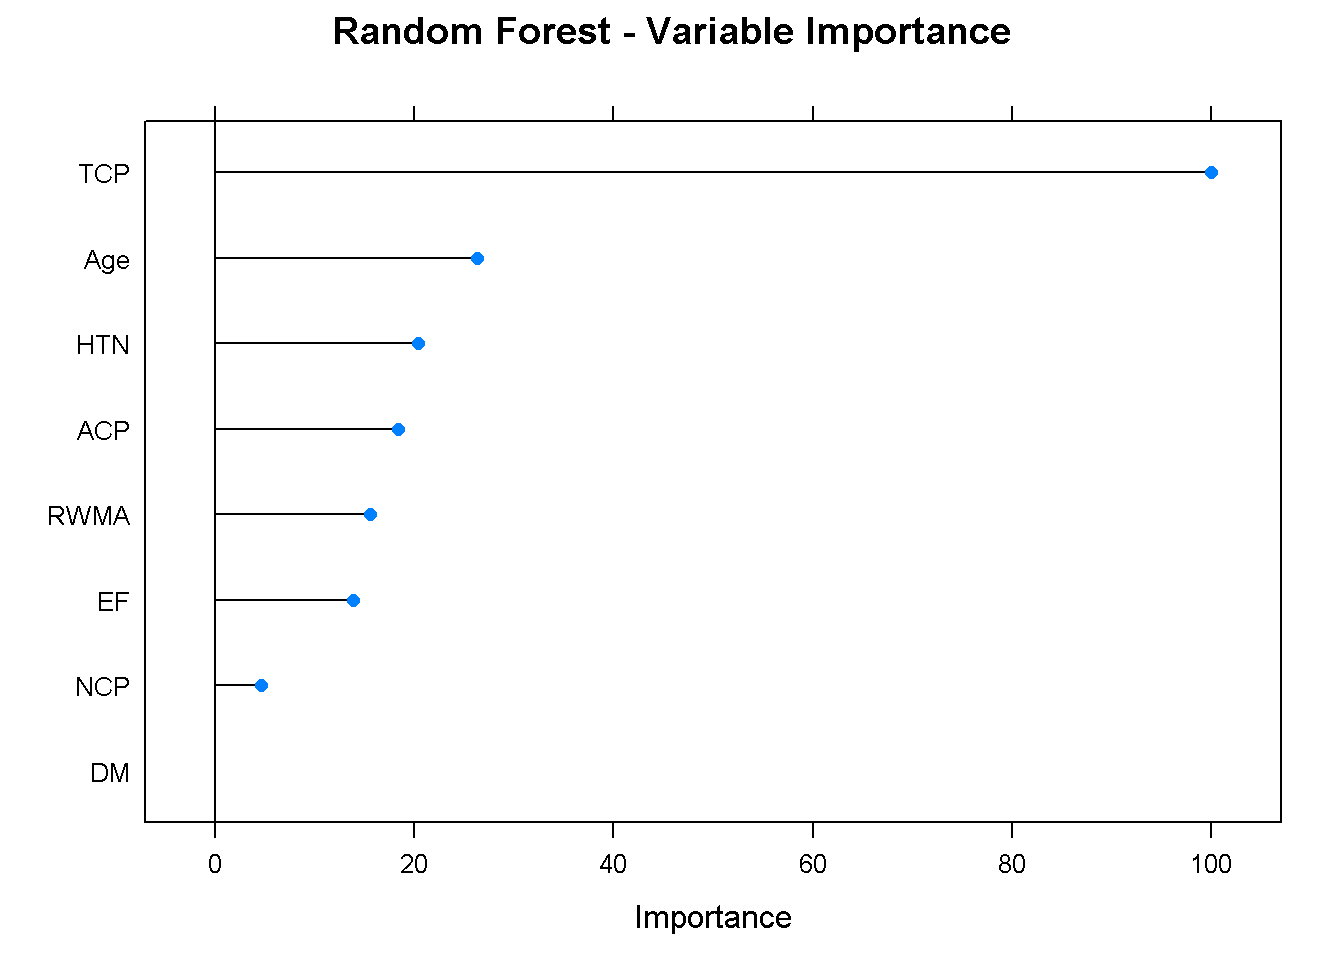 Random Forest - Variable Importance
TCP
Age
HTN
ACP
RWMA
EF
NCP
DM
0 20 40 60 80 100
Importance